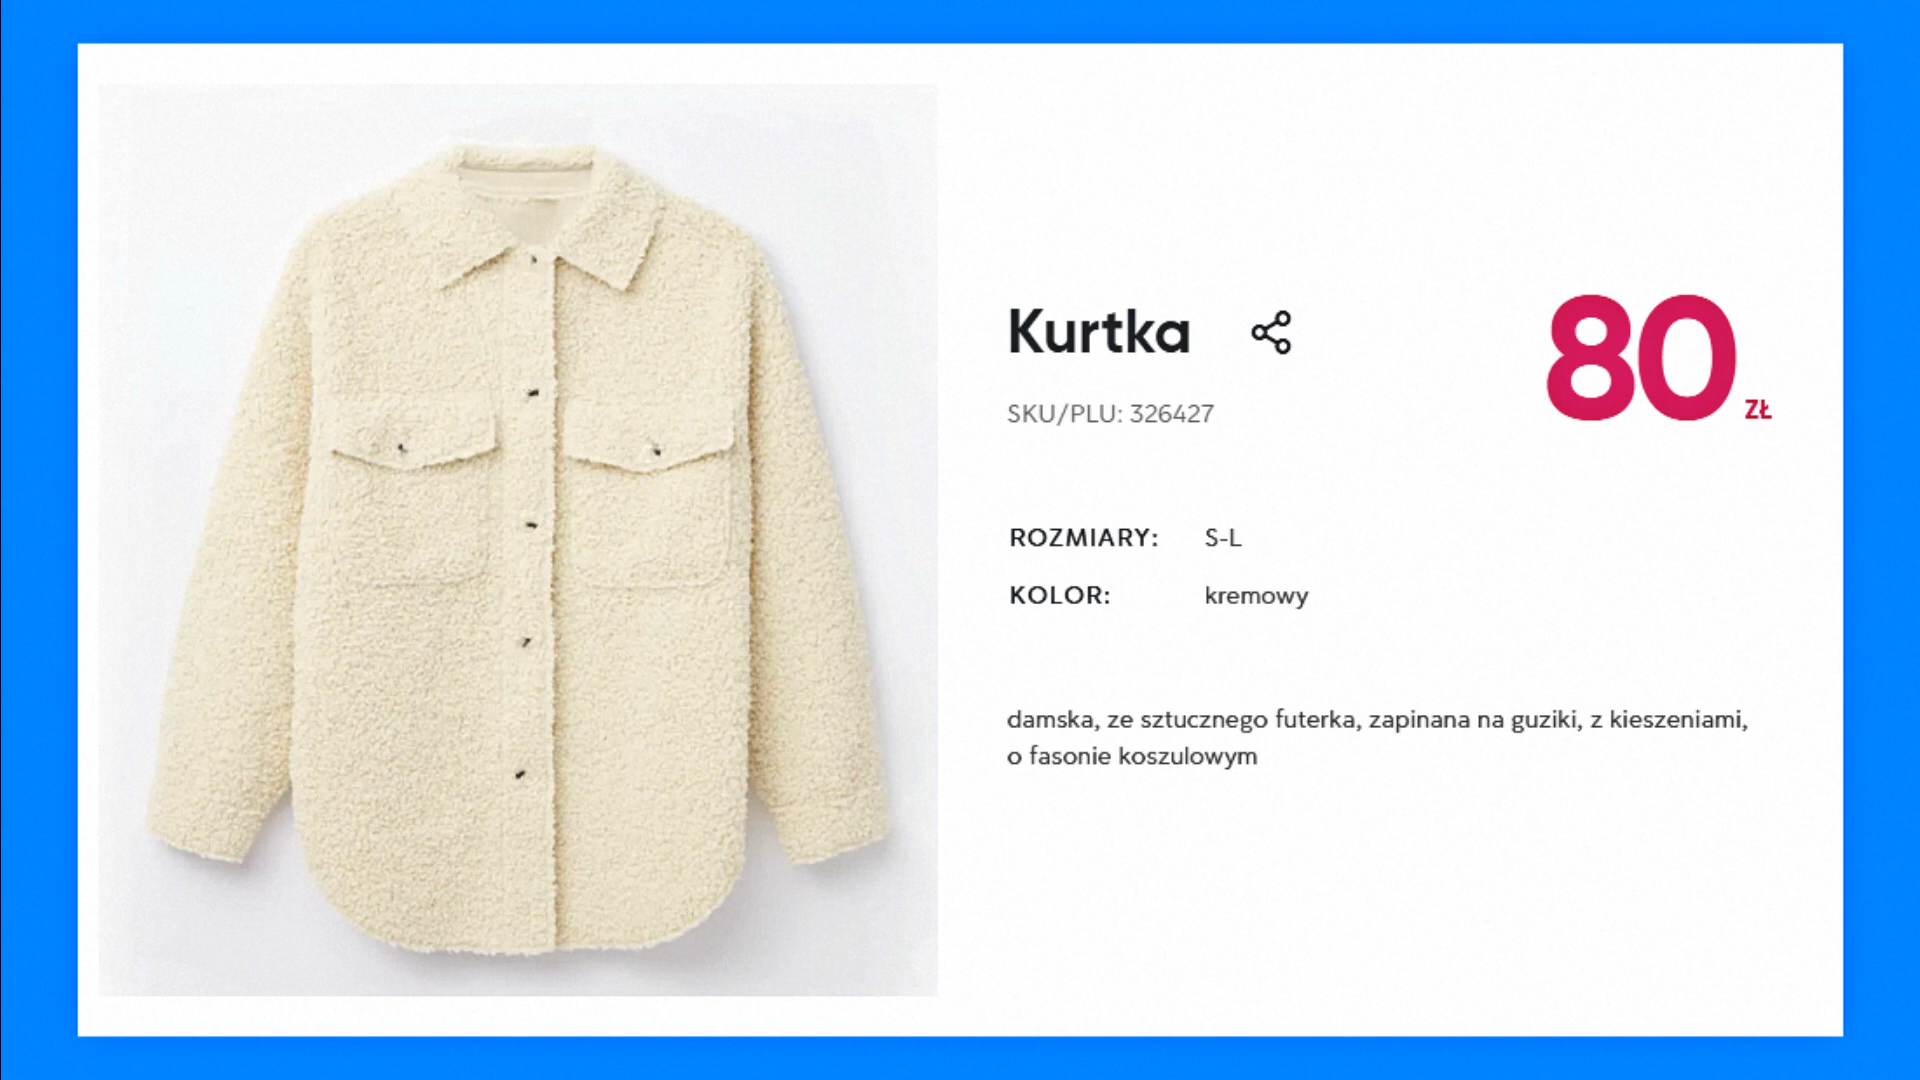 Kurtka
80 ZŁ
SKU/PLU: 326427
ROZMIARY: S-L
KOLOR: kremowy
damska, ze sztucznego futerka, zapinana na guziki, z kieszeniami,
o fasonie koszulowym